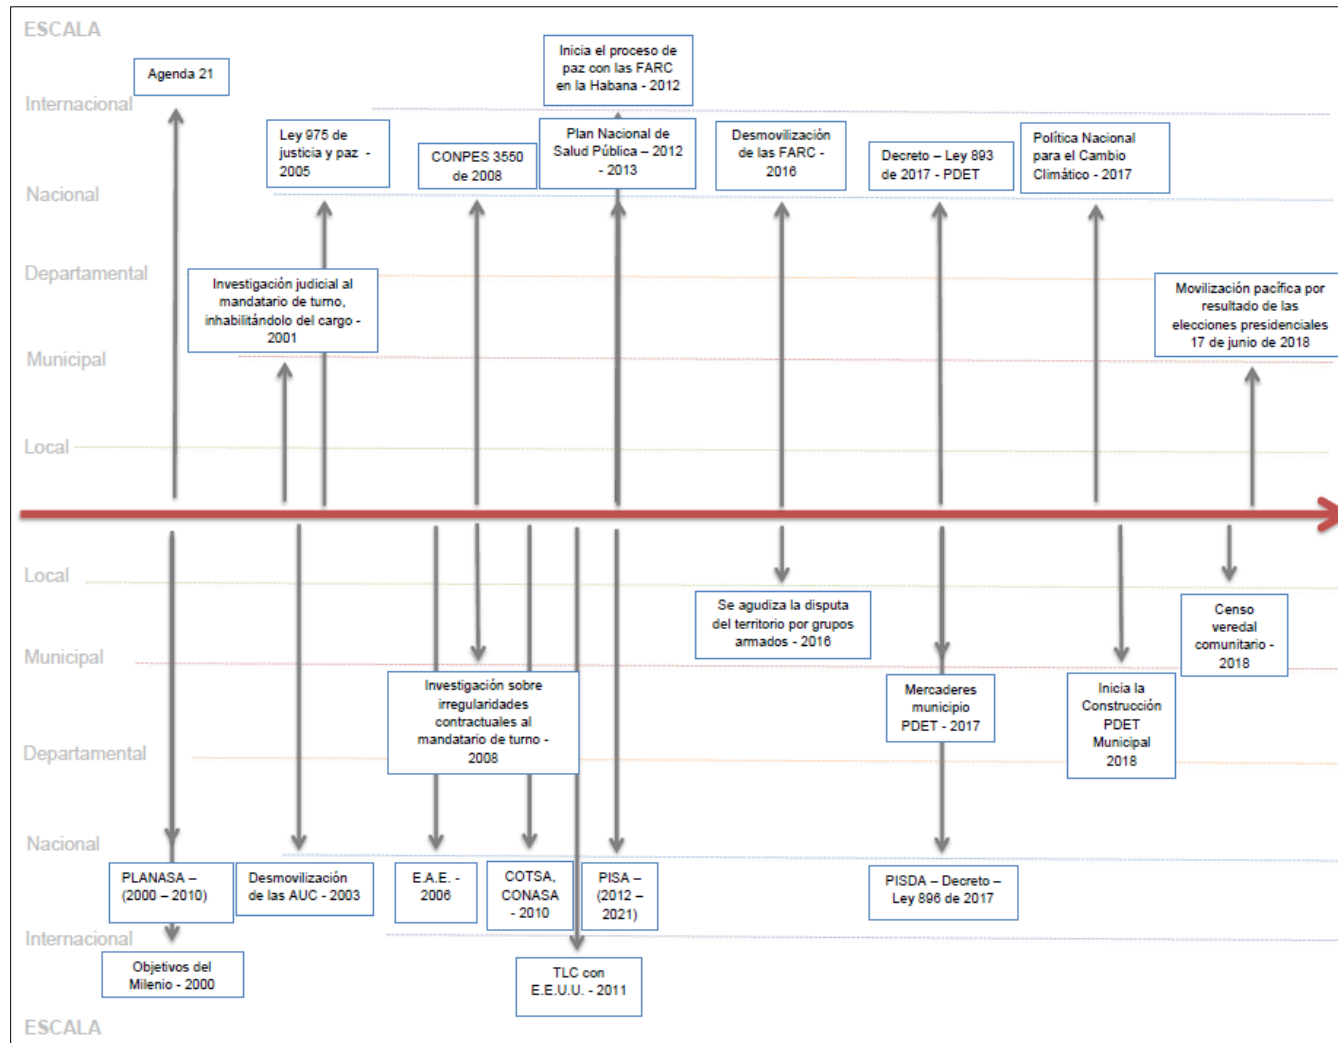 ESCALA
Agenda 21
Inicia el proceso de
paz con las FARC
en la Habana - 2012
Internacional
Ley 975 de
justicia y paz -
2005
CONPES 3550
de 2008
Plan Nacional de
Salud Pública – 2012
- 2013
Desmovilización
de las FARC -
2016
Decreto – Ley 893
de 2017 - PDET
Política Nacional
para el Cambio
Climático - 2017
Nacional
Departamental
Investigación judicial al
mandatario de turno,
inhabilitándolo del cargo -
2001
Movilización pacífica por
resultado de las
elecciones presidenciales
17 de junio de 2018
Municipal
Local
Local
Se agudiza la disputa
del territorio por grupos
armados - 2016
Censo
veredal
comunitario -
2018
Municipal
Investigación sobre
irregularidades
contractuales al
mandatario de turno -
2008
Mercaderes
municipio
PDET - 2017
Inicia la
Construcción
PDET
Municipal
2018
Departamental
Nacional
PLANASA –
(2000 – 2010)
Desmovilización
de las AUC - 2003
E.A.E. -
2006
COTSA,
CONASA
- 2010
PISA –
(2012 –
2021)
PISDA – Decreto –
Ley 896 de 2017
Internacional
Objetivos del
Milenio - 2000
TLC con
E.E.U.U. - 2011
ESCALA